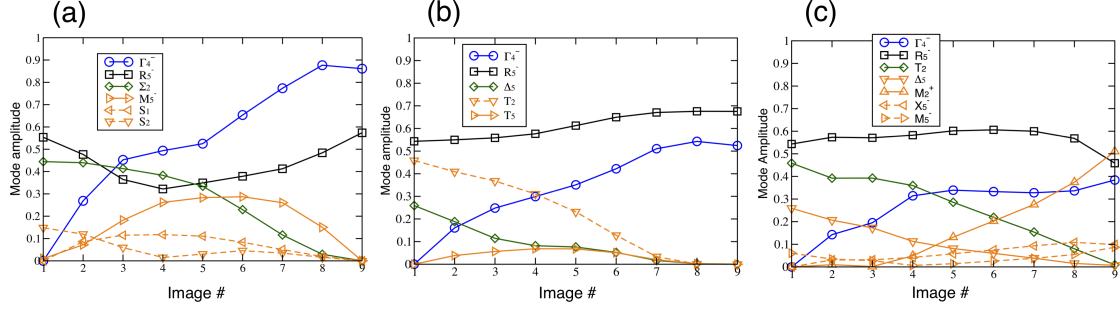 (a)
Mode amplitude
1
0.9
0.8
0.7
0.6
0.5
0.4
0.3
0.2
0.1
0
Γ4⁻
R5⁻
Σ2
M5⁻
S1
S2
1 2 3 4 5 6 7 8 9
Image #
(b)
Mode amplitude
1
0.9
0.8
0.7
0.6
0.5
0.4
0.3
0.2
0.1
0
Γ4⁻
R5⁻
Δ5
T2
T5
1 2 3 4 5 6 7 8 9
Image #
(c)
Mode Amplitude
1
0.9
0.8
0.7
0.6
0.5
0.4
0.3
0.2
0.1
0
Γ4⁻
R5⁻
T2
Δ5
M2⁺
X5⁻
M5⁻
1 2 3 4 5 6 7 8 9
Image #